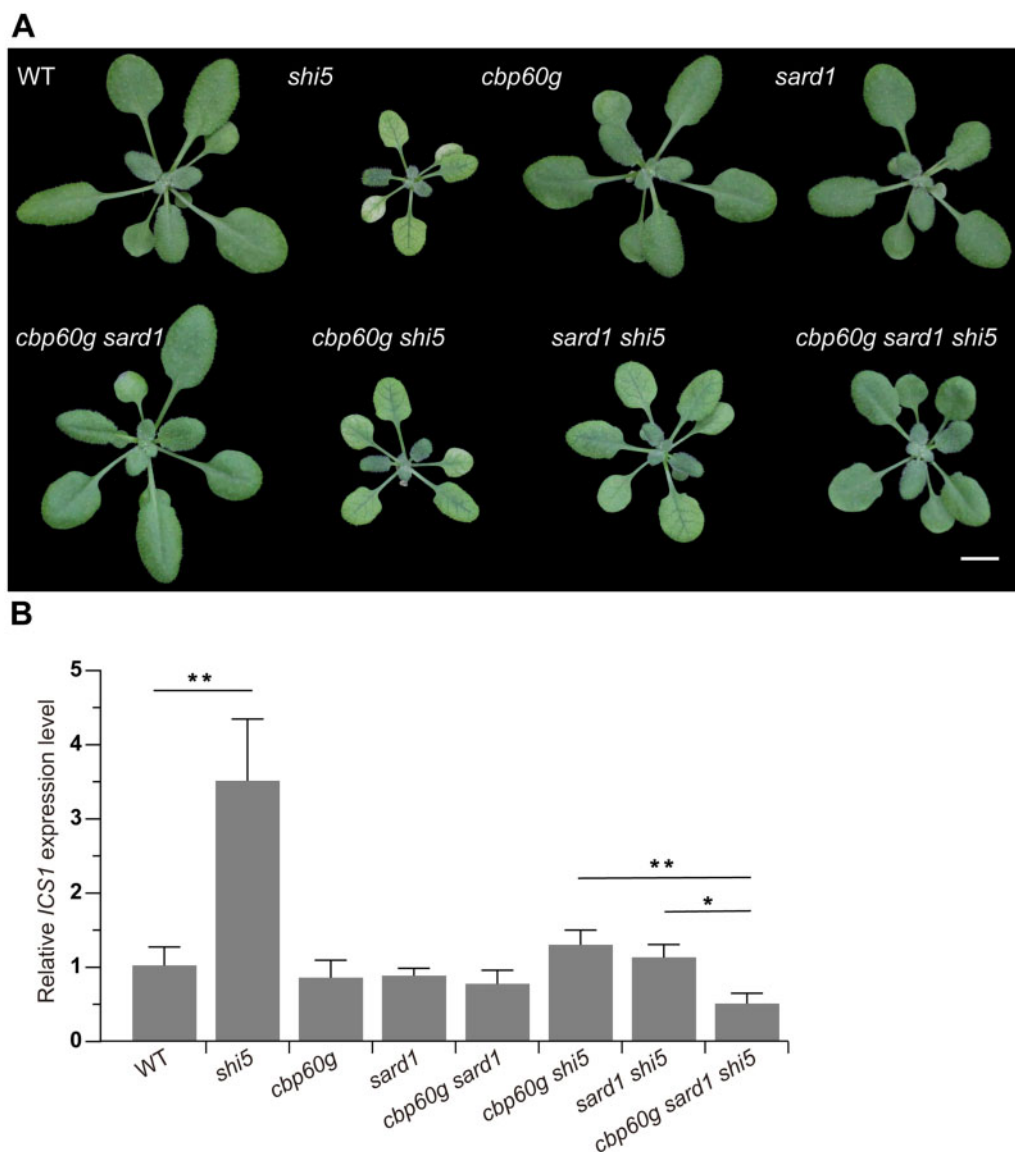 A
WT shi5 cbp60g sard1
cbp60g sard1 cbp60g shi5 sard1 shi5 cbp60g sard1 shi5
B
Relative ICS1 expression level
5
4
3
2
1
0
**
**
*
WT shi5 cbp60g sard1 cbp60g sard1 cbp60g shi5 sard1 shi5 cbp60g sard1 shi5